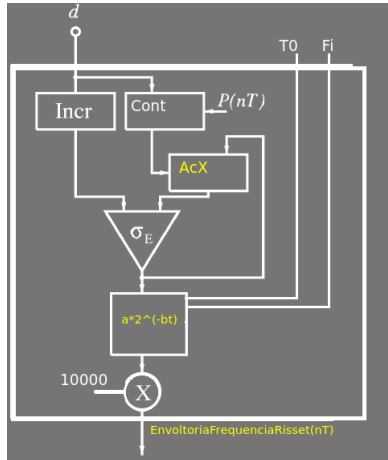 d
T0 Fi
Incr
Cont
P(nT)
AcX
σE
a*2^(-bt)
10000
X
EnvoltoriaFrequenciaRisset(nT)